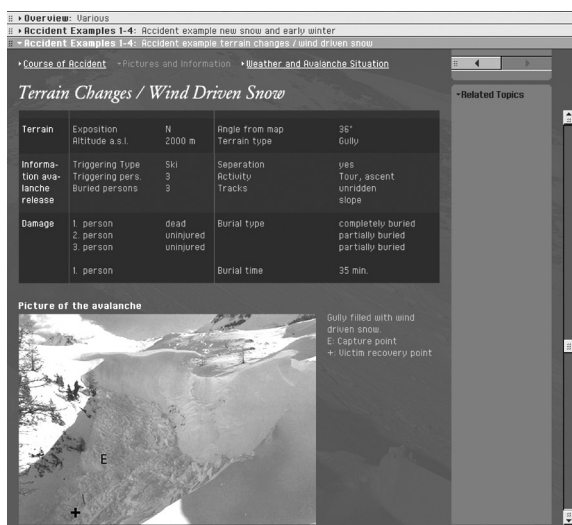 Overview: Various
Accident Examples 1-4: Accident example new snow and early winter
Accident Examples 1-4: Accident example terrain changes / wind driven snow
Course of Accident Pictures and Information Weather and Avalanche Situation
Terrain Changes / Wind Driven Snow
Related Topics
Terrain Exposition N Angle from map 36°
Altitude a.s.l. 2000 m Terrain type Gully
Informa- Triggering Type Ski Seperation yes
tion ava- Triggering pers. 3 Activity Tour, ascent
lanche Buried persons 3 Tracks unridden
release slope
Damage 1. person dead Burial type completely buried
2. person uninjured partially buried
3. person uninjured partially buried
1. person Burial time 35 min.
Picture of the avalanche
Gully filled with wind
driven snow.
E: Capture point
+: Victim recovery point
E
+